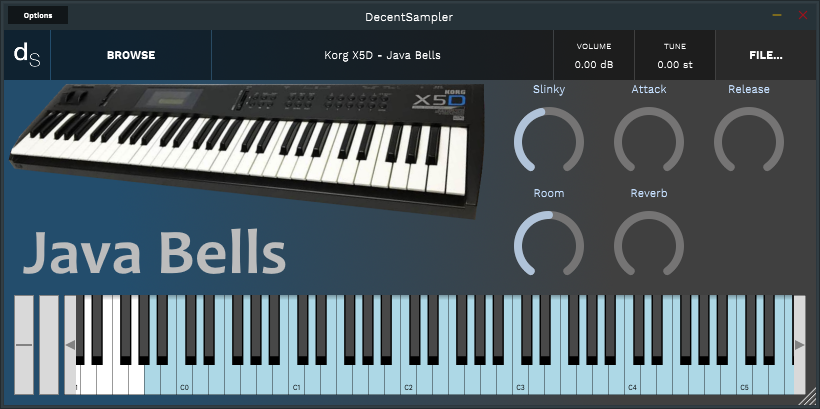 Options
DecentSampler
dS
BROWSE
Korg X5D - Java Bells
VOLUME
0.00 dB
TUNE
0.00 st
FILE...
KORG
X5D
Slinky
Attack
Release
Room
Reverb
Java Bells
C0
C1
C2
C3
C4
C5